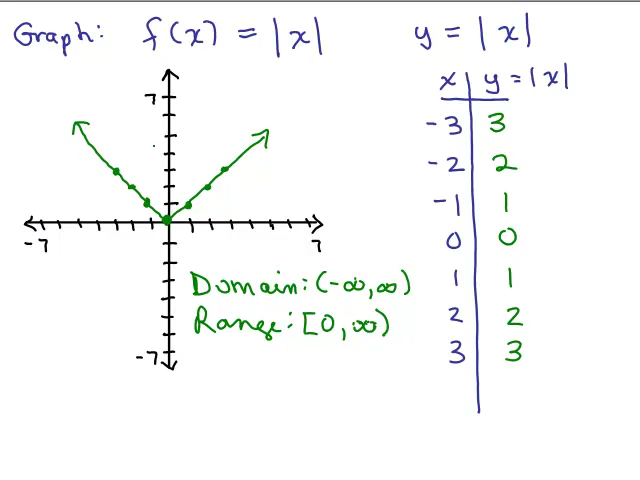 Graph: f(x) = |x|
y = |x|
7
-7
7
-7
Domain: (-∞, ∞)
Range: [0, ∞)
x y = |x|
-3 3
-2 2
-1 1
0 0
1 1
2 2
3 3